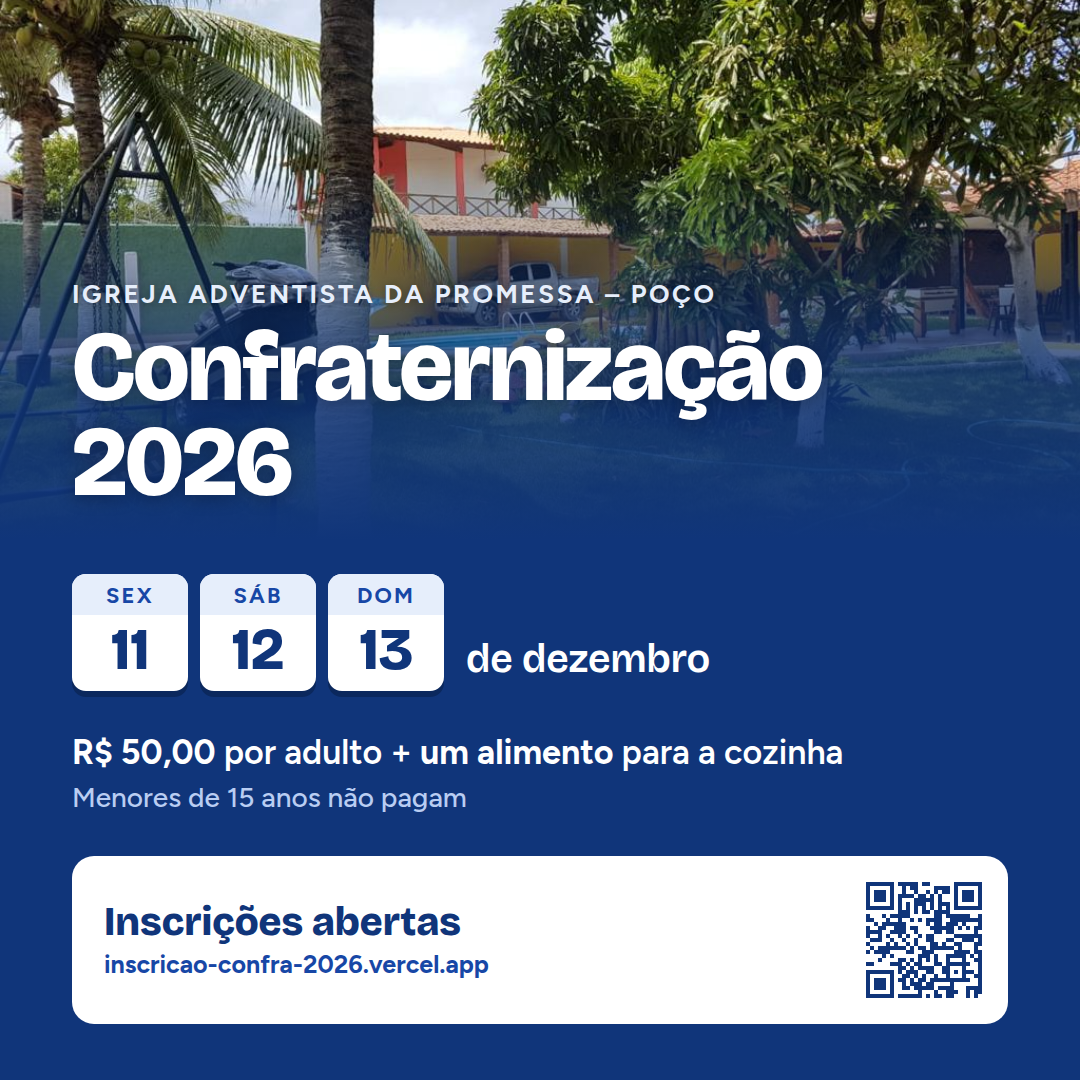 IGREJA ADVENTISTA DA PROMESSA – POÇO
Confraternização
2026
SEX SÁB DOM
11 12 13 de dezembro
R$ 50,00 por adulto + um alimento para a cozinha
Menores de 15 anos não pagam
Inscrições abertas
inscricao-confra-2026.vercel.app